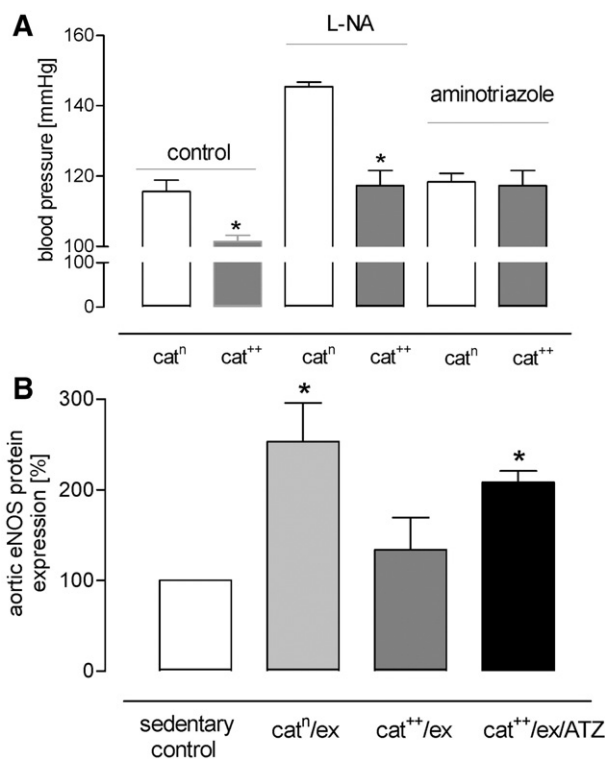 A
L-NA
aminotriazole
control
blood pressure [mmHg]
160
140
120
100
100
0
*
*
catⁿ
cat⁺⁺
catⁿ
cat⁺⁺
catⁿ
cat⁺⁺
B
aortic eNOS protein
expression [%]
300
200
100
0
*
*
sedentary
control
catⁿ/ex
cat⁺⁺/ex
cat⁺⁺/ex/ATZ